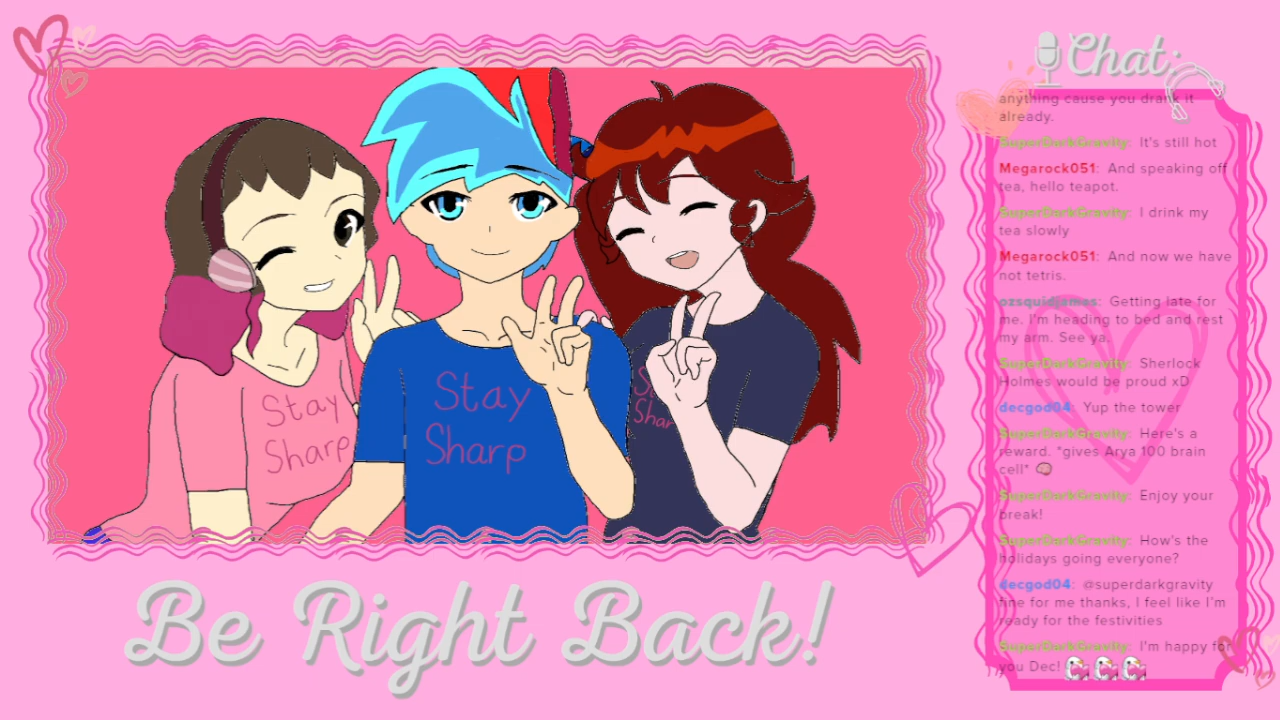 Chat
anything cause you drank it
already.
SuperDarkGravity: It's still hot
Megarock051: And speaking off
tea, hello teapot.
SuperDarkGravity: I drink my
tea slowly
Megarock051: And now we have
not tetris.
ozsquidjames: Getting late for
me. I'm heading to bed and rest
my arm. See ya.
SuperDarkGravity: Sherlock
Holmes would be proud xD
decgod04: Yup the tower
SuperDarkGravity: Here's a
reward. *gives Arya 100 brain
cell*
SuperDarkGravity: Enjoy your
break!
SuperDarkGravity: How's the
holidays going everyone?
decgod04: @superdarkgravity
fine for me thanks, I feel like I'm
ready for the festivities
SuperDarkGravity: I'm happy for
you Dec!
Stay
Sharp
Stay
Sharp
St
Shar
Be Right Back!